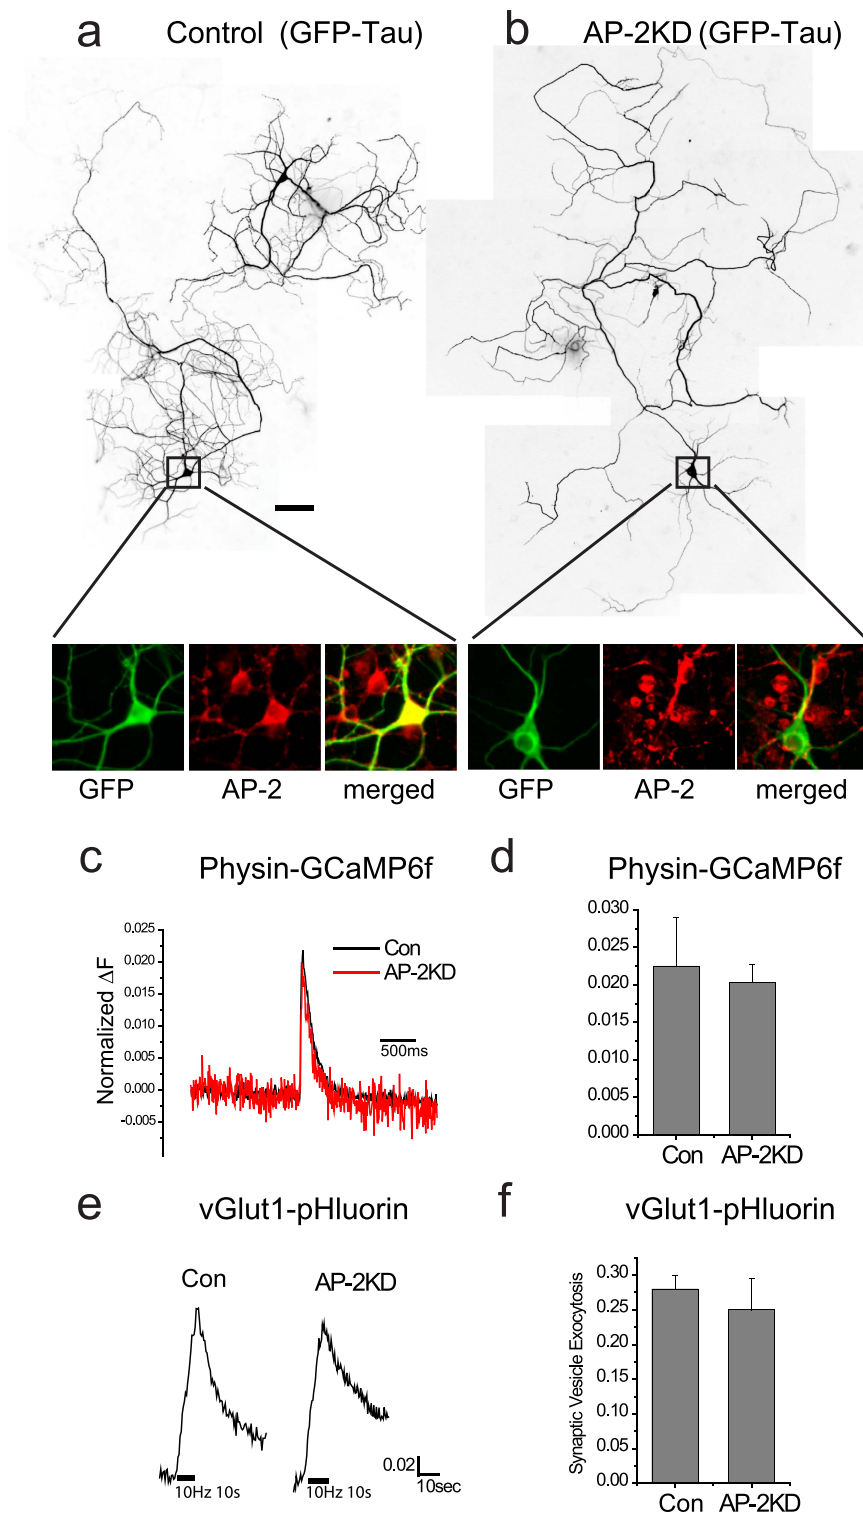 a Control (GFP-Tau)
b AP-2KD (GFP-Tau)
GFP AP-2 merged
GFP AP-2 merged
c Physin-GCaMP6f
Normalized ΔF
0.025
0.020
0.015
0.010
0.005
0.000
-0.005
Con
AP-2KD
500ms
d Physin-GCaMP6f
0.030
0.025
0.020
0.015
0.010
0.005
0.000
Con AP-2KD
e vGlut1-pHluorin
Con AP-2KD
10Hz 10s
10Hz 10s
0.02
10sec
f vGlut1-pHluorin
Synaptic Vesicle Exocytosis
0.30
0.25
0.20
0.15
0.10
0.05
0.00
Con AP-2KD